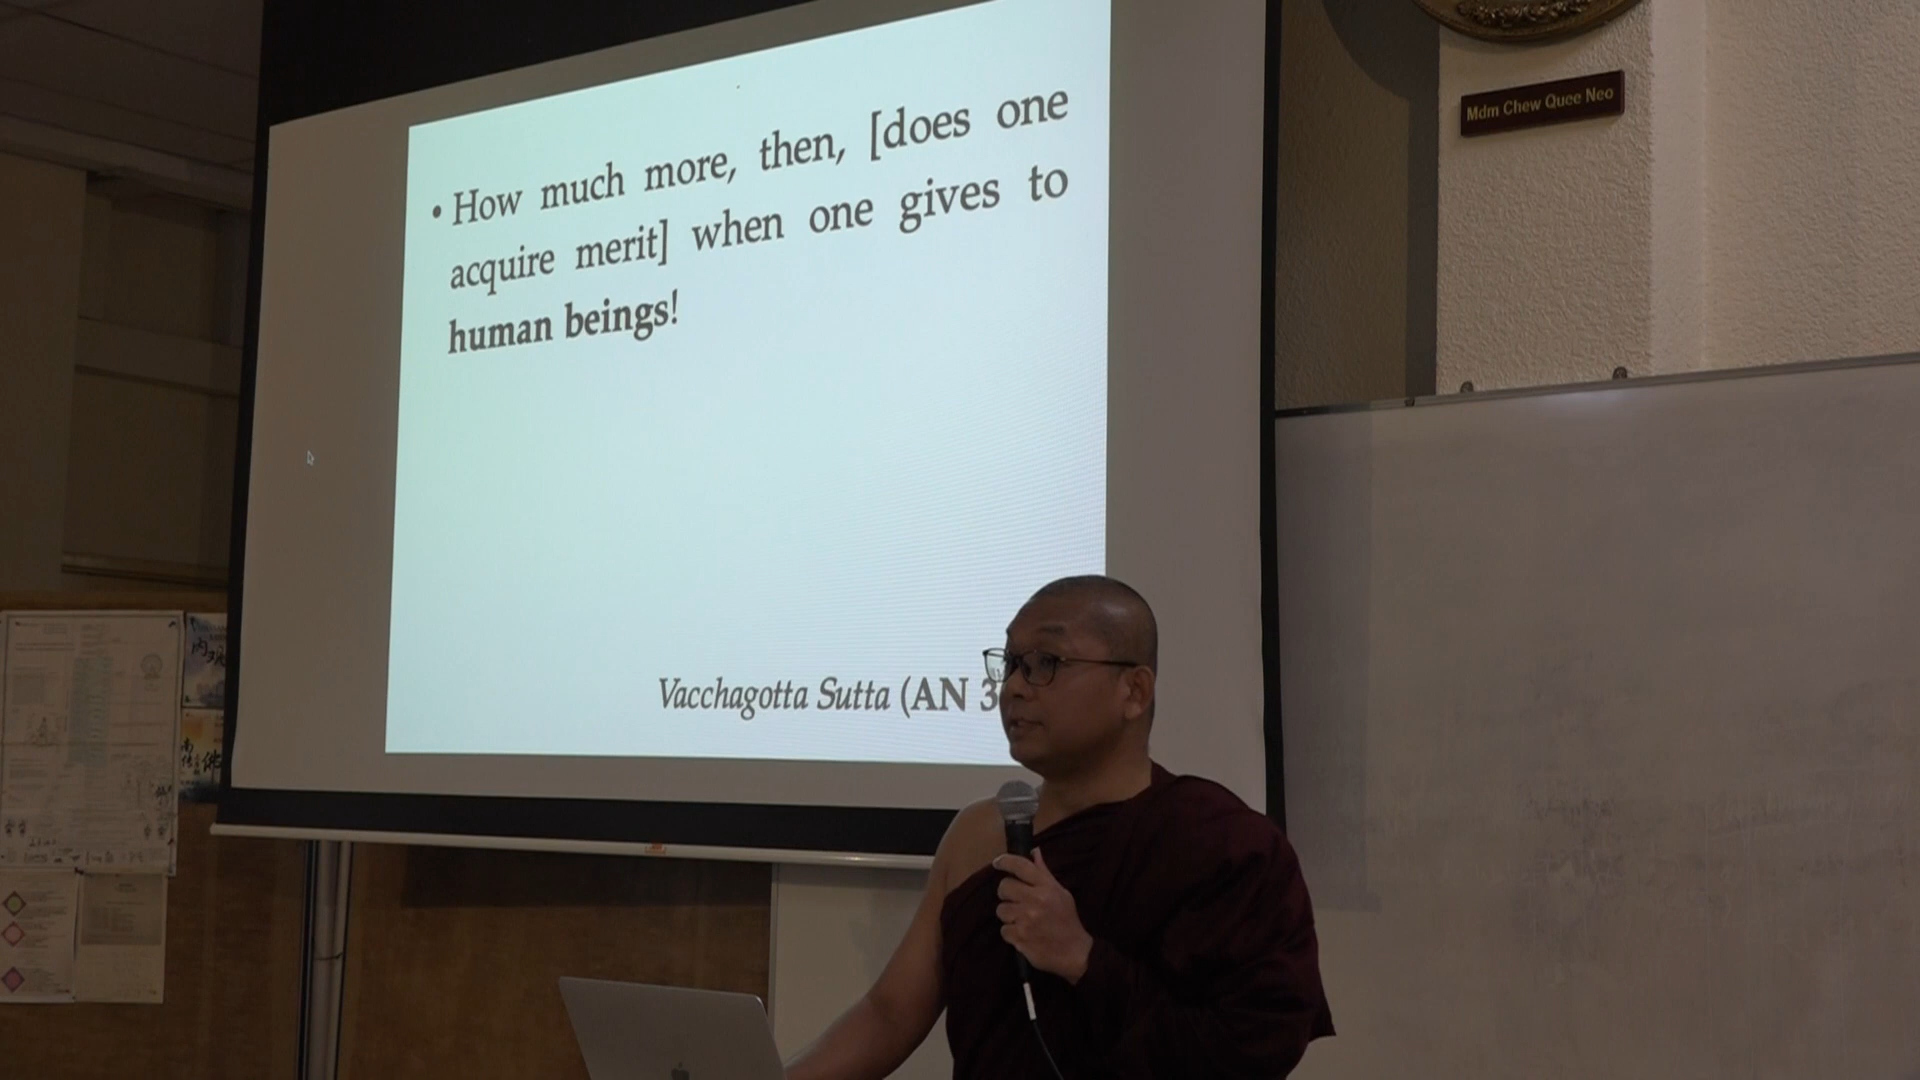 • How much more, then, [does one
acquire merit] when one gives to
human beings!
Vacchagotta Sutta (AN 3
Mdm Chew Quee Neo